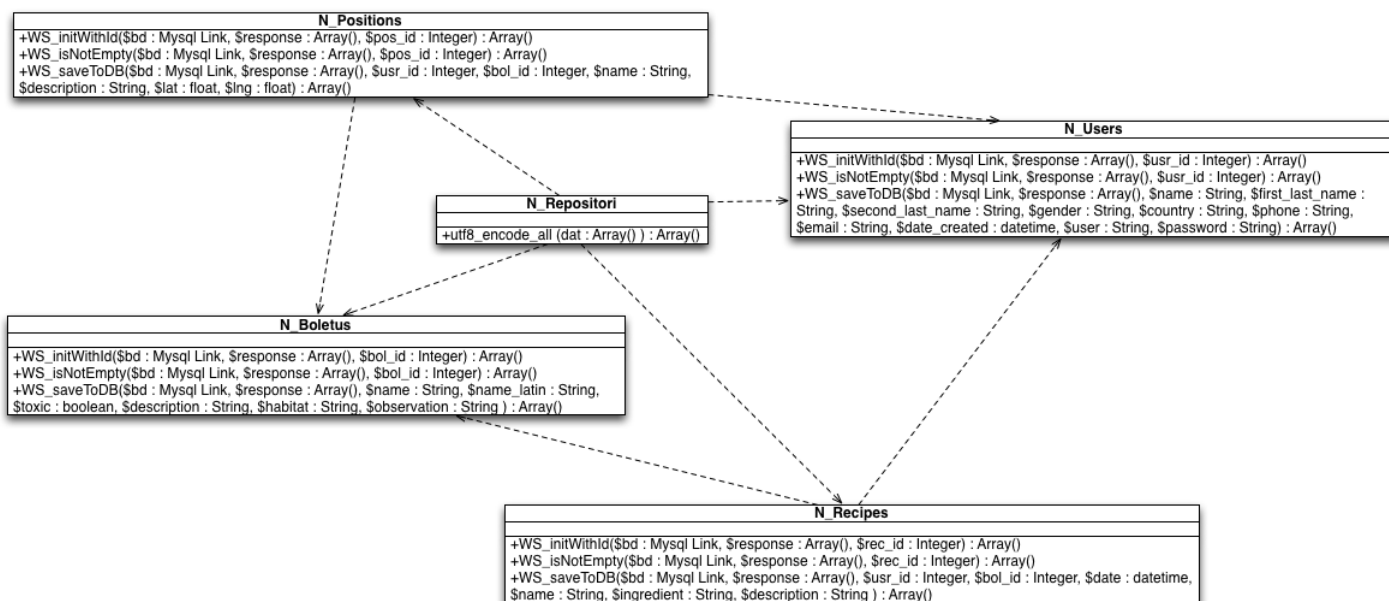 N_Positions
+WS_initWithId($bd : Mysql Link, $response : Array(), $pos_id : Integer) : Array()
+WS_isNotEmpty($bd : Mysql Link, $response : Array(), $pos_id : Integer) : Array()
+WS_saveToDB($bd : Mysql Link, $response : Array(), $usr_id : Integer, $bol_id : Integer, $name : String,
$description : String, $lat : float, $lng : float) : Array()
N_Users
+WS_initWithId($bd : Mysql Link, $response : Array(), $usr_id : Integer) : Array()
+WS_isNotEmpty($bd : Mysql Link, $response : Array(), $usr_id : Integer) : Array()
+WS_saveToDB($bd : Mysql Link, $response : Array(), $name : String, $first_last_name :
String, $second_last_name : String, $gender : String, $country : String, $phone : String,
$email : String, $date_created : datetime, $user : String, $password : String) : Array()
N_Repositori
+utf8_encode_all (dat : Array() ) : Array()
N_Boletus
+WS_initWithId($bd : Mysql Link, $response : Array(), $bol_id : Integer) : Array()
+WS_isNotEmpty($bd : Mysql Link, $response : Array(), $bol_id : Integer) : Array()
+WS_saveToDB($bd : Mysql Link, $response : Array(), $name : String, $name_latin : String,
$toxic : boolean, $description : String, $habitat : String, $observation : String ) : Array()
N_Recipes
+WS_initWithId($bd : Mysql Link, $response : Array(), $rec_id : Integer) : Array()
+WS_isNotEmpty($bd : Mysql Link, $response : Array(), $rec_id : Integer) : Array()
+WS_saveToDB($bd : Mysql Link, $response : Array(), $usr_id : Integer, $bol_id : Integer, $date : datetime,
$name : String, $ingredient : String, $description : String ) : Array()